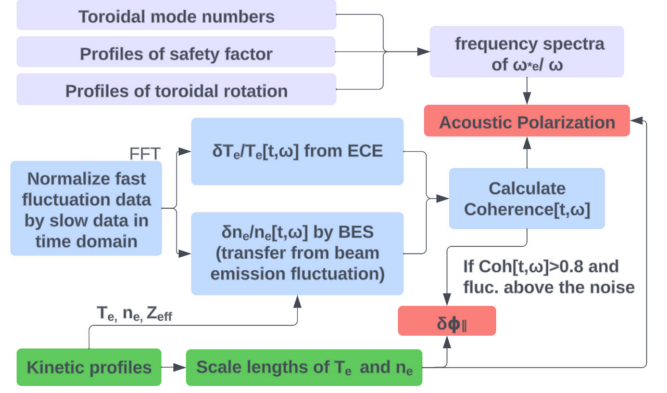 Toroidal mode numbers
Profiles of safety factor
Profiles of toroidal rotation
frequency spectra
of ω*e/ ω
Acoustic Polarization
FFT
Normalize fast
fluctuation data
by slow data in
time domain
δTₑ/Tₑ[t,ω] from ECE
δnₑ/nₑ[t,ω] by BES
(transfer from beam
emission fluctuation)
Calculate
Coherence[t,ω]
If Coh[t,ω]>0.8 and
fluc. above the noise
δϕ∥
Tₑ, nₑ, Zeff
Kinetic profiles
Scale lengths of Tₑ and nₑ